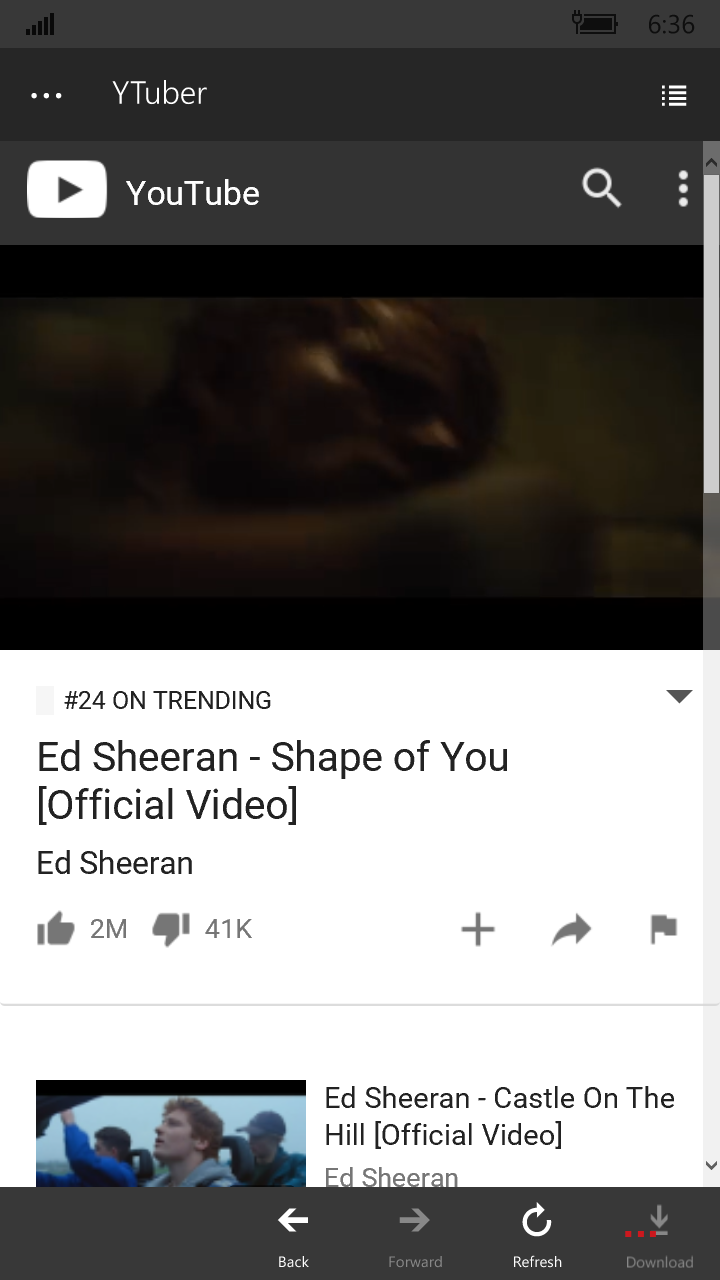 6:36
YTuber
YouTube
#24 ON TRENDING
Ed Sheeran - Shape of You
[Official Video]
Ed Sheeran
2M 41K
Ed Sheeran - Castle On The
Hill [Official Video]
Ed Sheeran
Back Forward Refresh Download